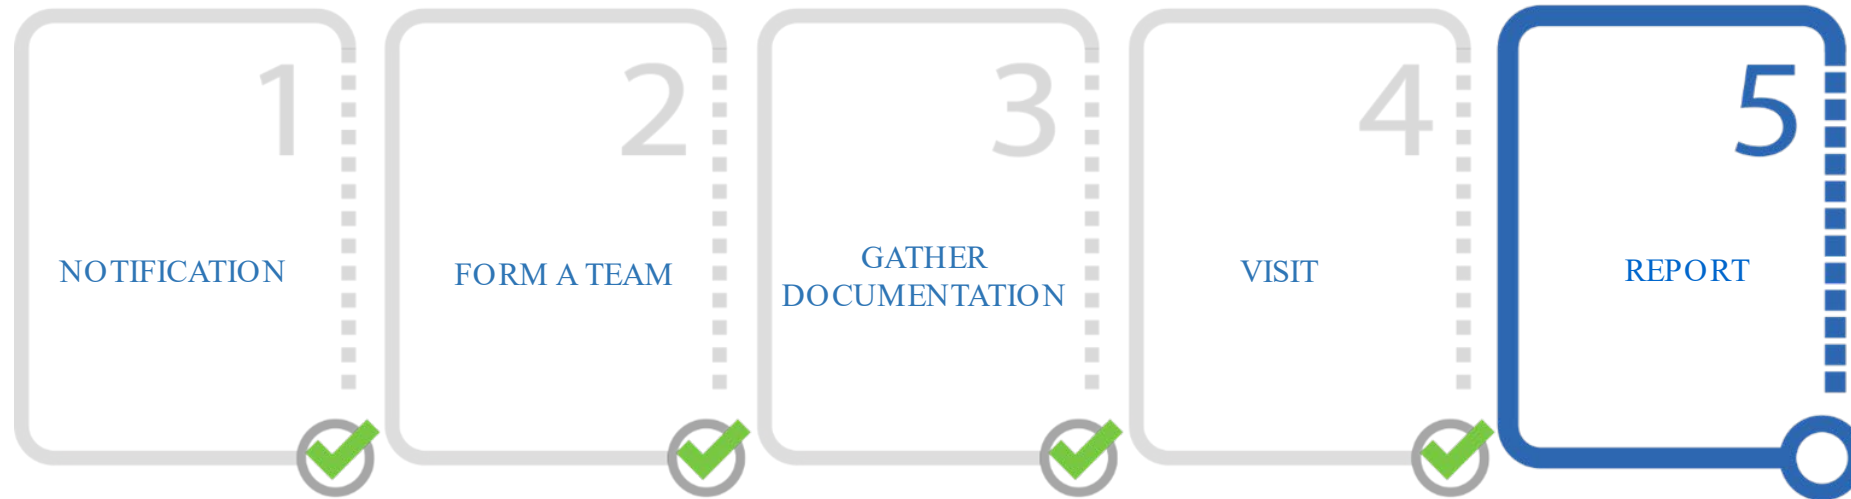 1
NOTIFICATION
2
FORM A TEAM
3
GATHER
DOCUMENTATION
4
VISIT
5
REPORT